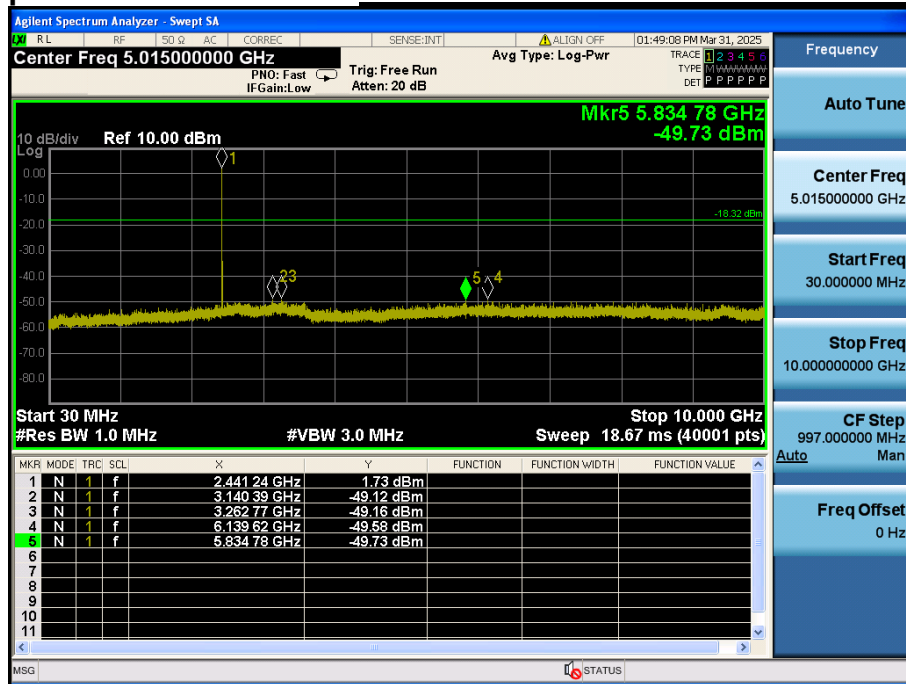 Agilent Spectrum Analyzer - Swept SA
LXI RL RF 50 Ω AC CORREC SENSE:INT ALIGN OFF 01:49:08 PM Mar 31, 2025
Center Freq 5.015000000 GHz
PNO: Fast
IFGain:Low
Trig: Free Run
Atten: 20 dB
Avg Type: Log-Pwr
TRACE 1 2 3 4 5 6
TYPE M WWWWW
DET P P P P P P
Mkr5 5.834 78 GHz
-49.73 dBm
10 dB/div Ref 10.00 dBm
Log
0.00
-10.0
-20.0
-30.0
-40.0
-50.0
-60.0
-70.0
-80.0
1
-18.32 dBm
2 3
5 4
Start 30 MHz Stop 10.000 GHz
#Res BW 1.0 MHz #VBW 3.0 MHz Sweep 18.67 ms (40001 pts)
MKR MODE TRC SCL X Y FUNCTION FUNCTION WIDTH FUNCTION VALUE
1 N 1 f 2.441 24 GHz 1.73 dBm
2 N 1 f 3.140 39 GHz -49.12 dBm
3 N 1 f 3.262 77 GHz -49.16 dBm
4 N 1 f 6.139 62 GHz -49.58 dBm
5 N 1 f 5.834 78 GHz -49.73 dBm
6
7
8
9
10
11
MSG STATUS
Frequency
Auto Tune
Center Freq
5.015000000 GHz
Start Freq
30.000000 MHz
Stop Freq
10.000000000 GHz
CF Step
997.000000 MHz
Auto Man
Freq Offset
0 Hz